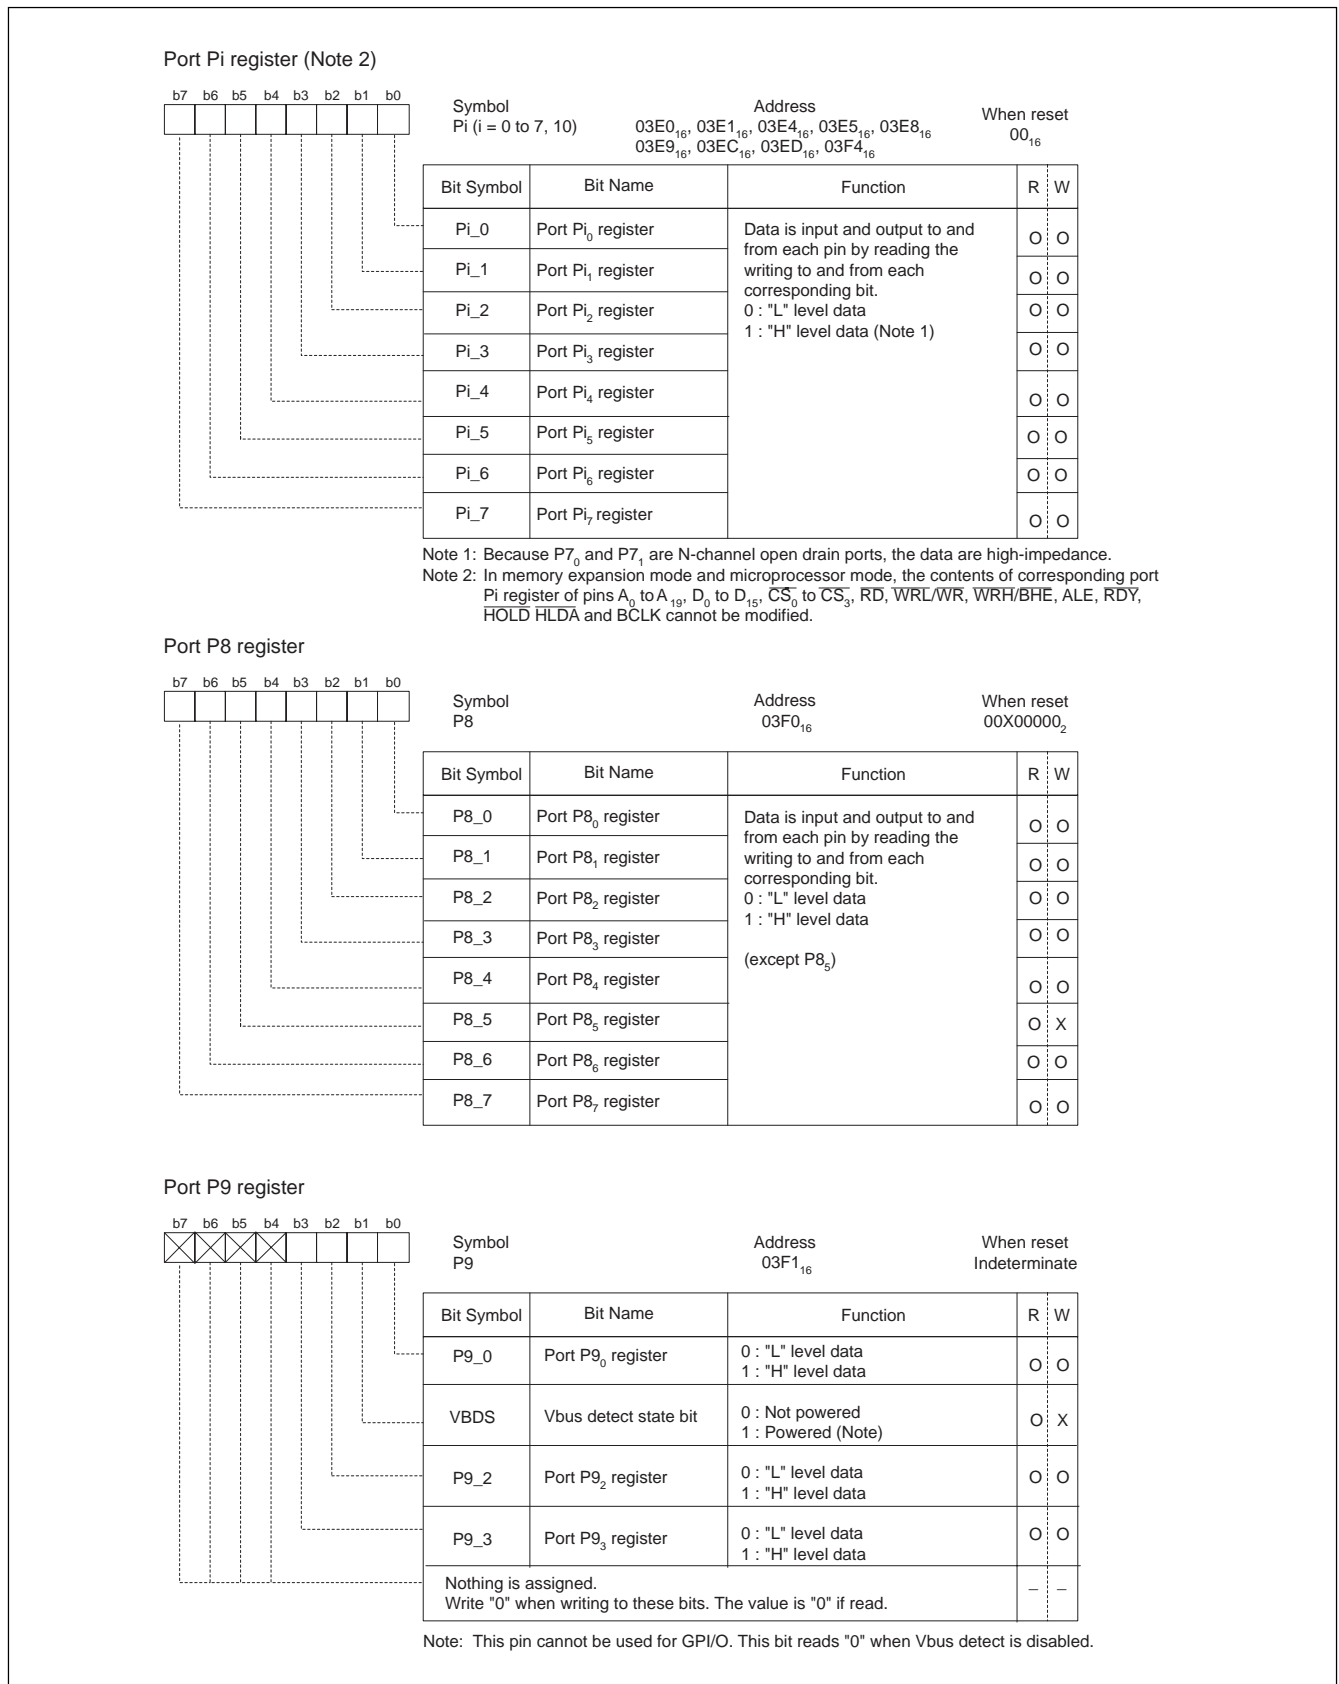 Port Pi register (Note 2)
b7 b6 b5 b4 b3 b2 b1 b0
Symbol Address When reset
Pi (i = 0 to 7, 10) 03E0₁₆, 03E1₁₆, 03E4₁₆, 03E5₁₆, 03E8₁₆ 00₁₆
03E9₁₆, 03EC₁₆, 03ED₁₆, 03F4₁₆
Bit Symbol Bit Name Function R W
Pi_0 Port Pi₀ register Data is input and output to and O O
from each pin by reading the
Pi_1 Port Pi₁ register writing to and from each O O
corresponding bit.
Pi_2 Port Pi₂ register 0 : "L" level data O O
1 : "H" level data (Note 1)
Pi_3 Port Pi₃ register O O
Pi_4 Port Pi₄ register O O
Pi_5 Port Pi₅ register O O
Pi_6 Port Pi₆ register O O
Pi_7 Port Pi₇ register O O
Note 1: Because P7₀ and P7₁ are N-channel open drain ports, the data are high-impedance.
Note 2: In memory expansion mode and microprocessor mode, the contents of corresponding port
Pi register of pins A₀ to A₁₉, D₀ to D₁₅, C̅S̅₀ to C̅S̅₃, R̅D̅, W̅R̅L̅/W̅R̅, W̅R̅H̅/B̅H̅E̅, ALE, R̅D̅Y̅,
H̅O̅L̅D̅ H̅L̅D̅A̅ and BCLK cannot be modified.
Port P8 register
b7 b6 b5 b4 b3 b2 b1 b0
Symbol Address When reset
P8 03F0₁₆ 00X00000₂
Bit Symbol Bit Name Function R W
P8_0 Port P8₀ register Data is input and output to and O O
from each pin by reading the
P8_1 Port P8₁ register writing to and from each O O
corresponding bit.
P8_2 Port P8₂ register 0 : "L" level data O O
1 : "H" level data
P8_3 Port P8₃ register O O
(except P8₅)
P8_4 Port P8₄ register O O
P8_5 Port P8₅ register O X
P8_6 Port P8₆ register O O
P8_7 Port P8₇ register O O
Port P9 register
b7 b6 b5 b4 b3 b2 b1 b0
Symbol Address When reset
P9 03F1₁₆ Indeterminate
Bit Symbol Bit Name Function R W
P9_0 Port P9₀ register 0 : "L" level data O O
1 : "H" level data
VBDS Vbus detect state bit 0 : Not powered O X
1 : Powered (Note)
P9_2 Port P9₂ register 0 : "L" level data O O
1 : "H" level data
P9_3 Port P9₃ register 0 : "L" level data O O
1 : "H" level data
Nothing is assigned. – –
Write "0" when writing to these bits. The value is "0" if read.
Note: This pin cannot be used for GPI/O. This bit reads "0" when Vbus detect is disabled.